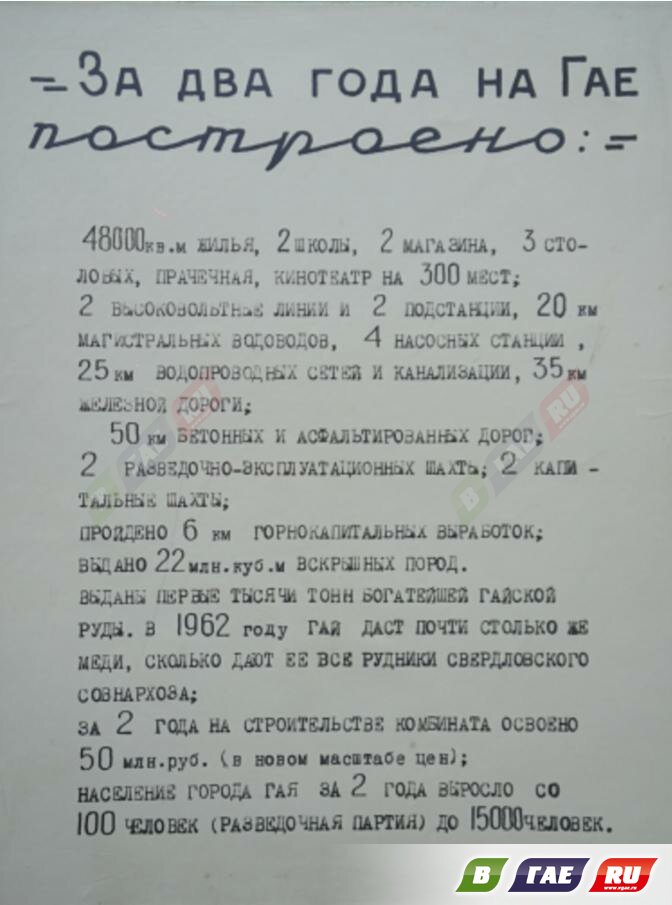 =За два года на Гае
построено:=
48000кв.м жилья, 2школы, 2 магазина, 3 сто-
ловых, прачечная, кинотеатр на 300 мест;
2 высоковольтные линии и 2 подстанции, 20 км
магистральных водоводов, 4 насосных станции ,
25км водопроводных сетей и канализации, 35км
железной дороги;
50км бетонных и асфальтированных дорог;
2 разведочно-эксплуатационных шахты; 2 капи-
тальные шахты;
пройдено 6 км горнокапитальных выработок;
выдано 22млн.куб.м вскрышных пород.
выданы первые тысячи тонн богатейшей гайской
руды. в 1962 году гай даст почти столько же
меди, сколько дают ее все рудники свердловского
совнархоза;
за 2 года на строительстве комбината освоено
50 млн.руб. (в новом масштабе цен);
население города гая за 2 года выросло со
100 человек (разведочная партия) до 15000человек.
В ГАЕ RU
www.vgae.ru